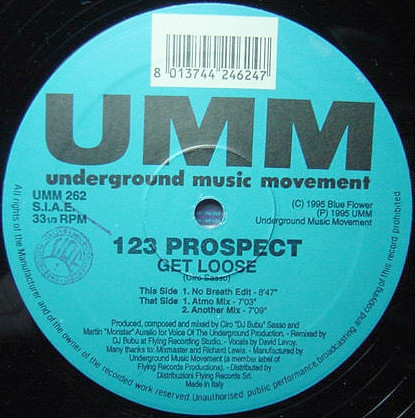 8 013744 246247
UMM
underground music movement
UMM 262
S.I.A.E.
33 1/3 RPM
(C) 1995 Blue Flower
(P) 1995 UMM
Underground Music Movement
123 PROSPECT
GET LOOSE
(Ciro Sasso)
This Side 1. No Breath Edit - 8'47"
That Side 1. Atmo Mix - 7'03"
2. Another Mix - 7'09"
Produced, composed and mixed by Ciro "DJ Bubu" Sasso and
Martin "Mixmstar" Aurelio for Voice Of The Underground Production. - Remixed by
DJ Bubu at Flying Recording Studio. - Vocals by David Lavoy.
Many thanks to: Mixmaster and Richard Lewis. - Manufactured by
Underground Music Movement (a member label of
Flying Records Productions). - Distributed by
Distribuzioni Flying Records Srl.
Made in Italy
All rights of the Manufacturer and of the owner of the recorded work reserved. Unauthorised public performance, broadcasting and copying of this record prohibited.